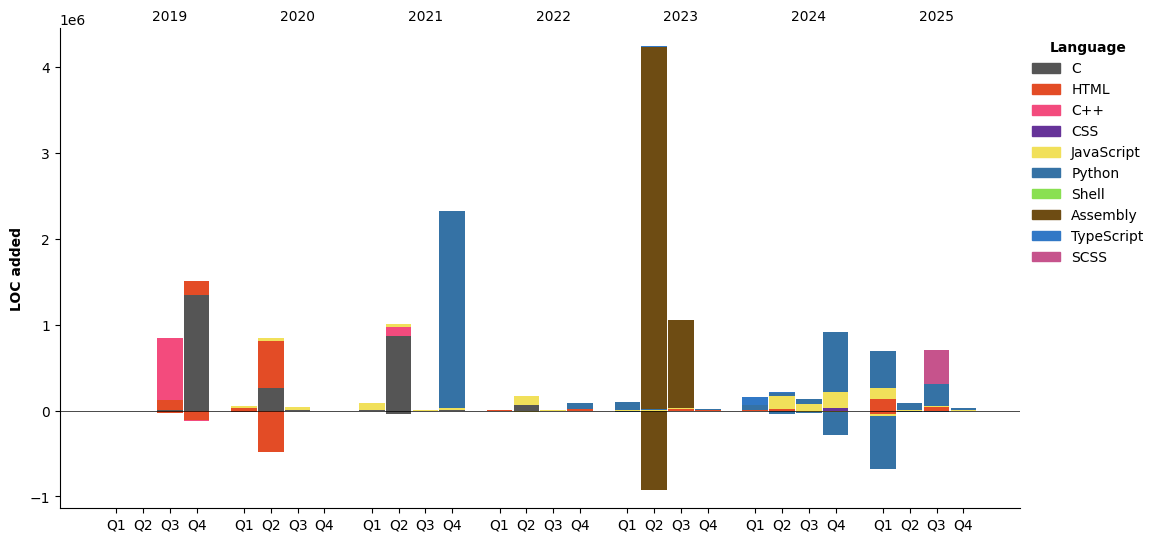 1e6
2019 2020 2021 2022 2023 2024 2025
LOC added
4
3
2
1
0
−1
Q1 Q2 Q3 Q4 Q1 Q2 Q3 Q4 Q1 Q2 Q3 Q4 Q1 Q2 Q3 Q4 Q1 Q2 Q3 Q4 Q1 Q2 Q3 Q4 Q1 Q2 Q3 Q4
Language
C
HTML
C++
CSS
JavaScript
Python
Shell
Assembly
TypeScript
SCSS